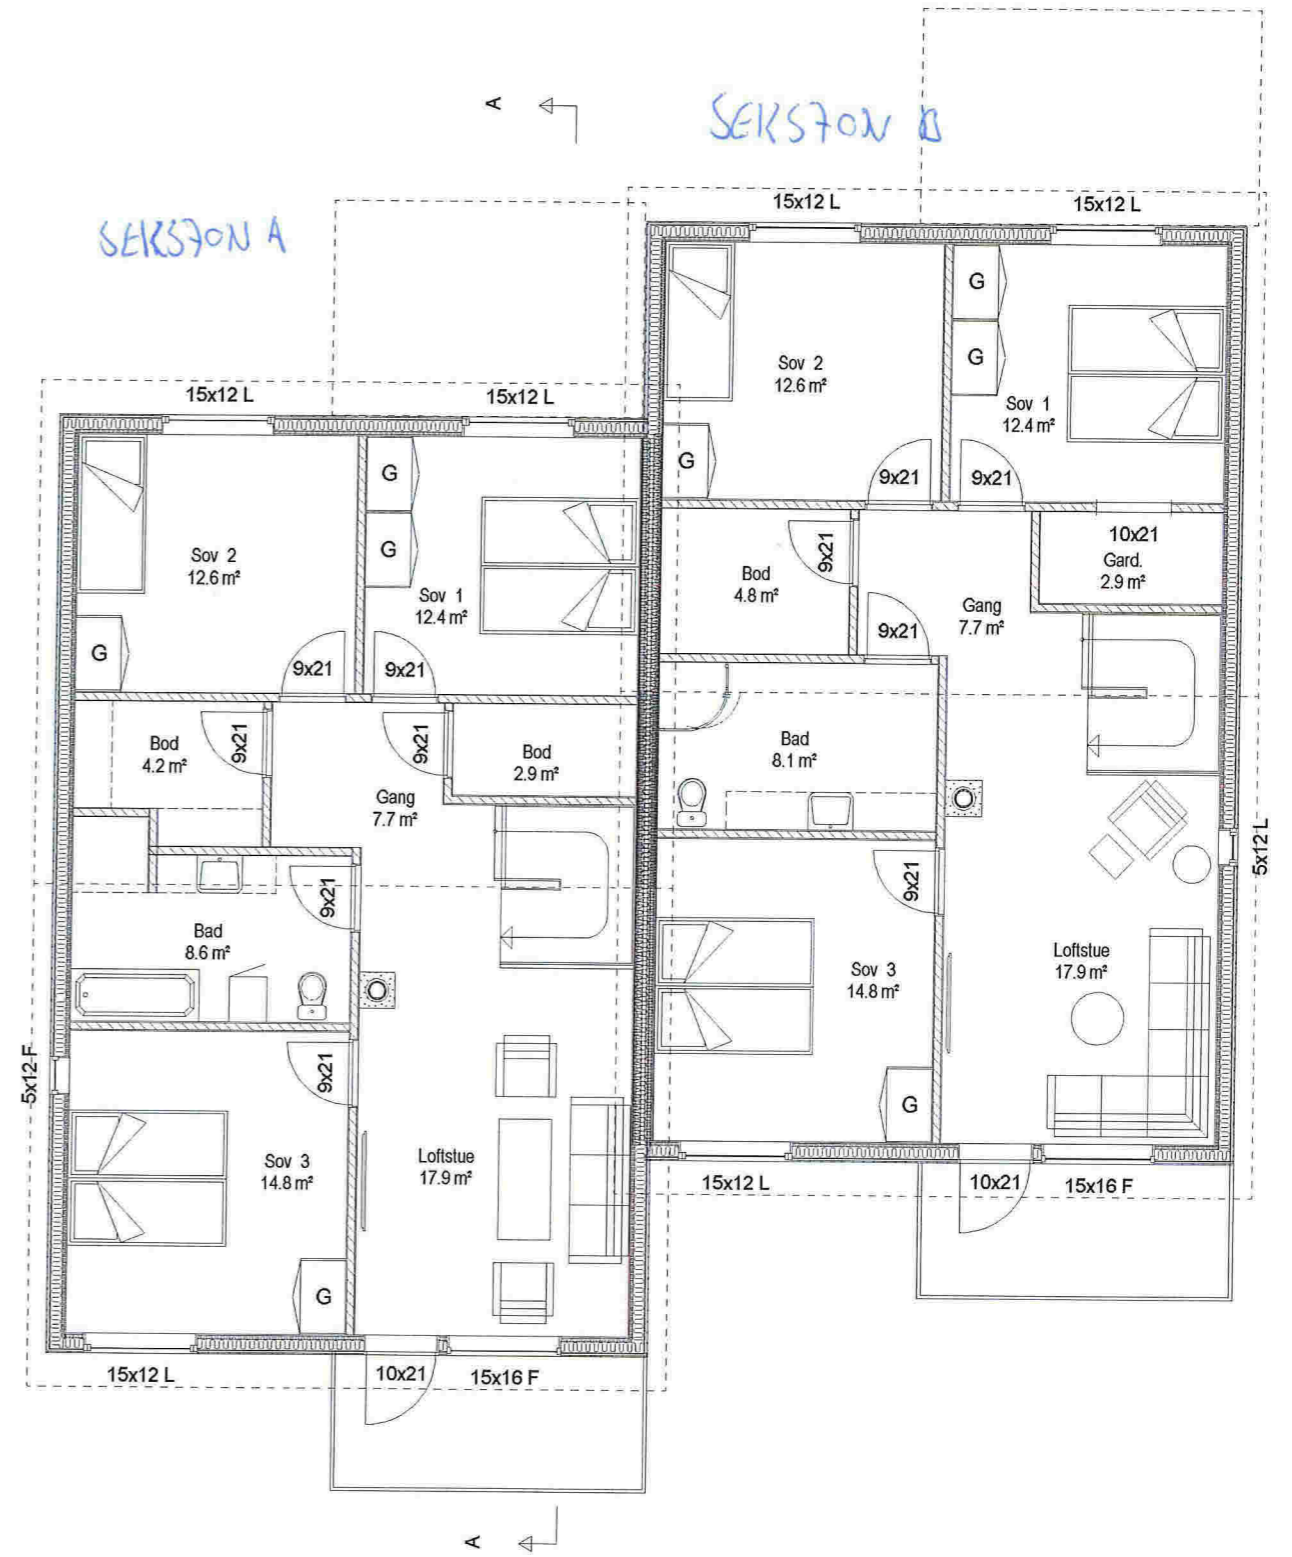 A
SEKSJON B
SEKSJON A
15x12 L
15x12 L
Sov 2
12.6 m²
G
G
G
Sov 1
12.4 m²
9x21
9x21
Bod
4.8 m²
9x21
9x21
Gang
7.7 m²
10x21
Gard.
2.9 m²
Bad
8.1 m²
9x21
Sov 3
14.8 m²
G
Loftstue
17.9 m²
5x12 L
15x12 L
10x21
15x16 F
15x12 L
15x12 L
Sov 2
12.6 m²
G
G
G
Sov 1
12.4 m²
9x21
9x21
Bod
4.2 m²
9x21
9x21
Bod
2.9 m²
Gang
7.7 m²
Bad
8.6 m²
9x21
9x21
5x12 F
Sov 3
14.8 m²
G
Loftstue
17.9 m²
15x12 L
10x21
15x16 F
A